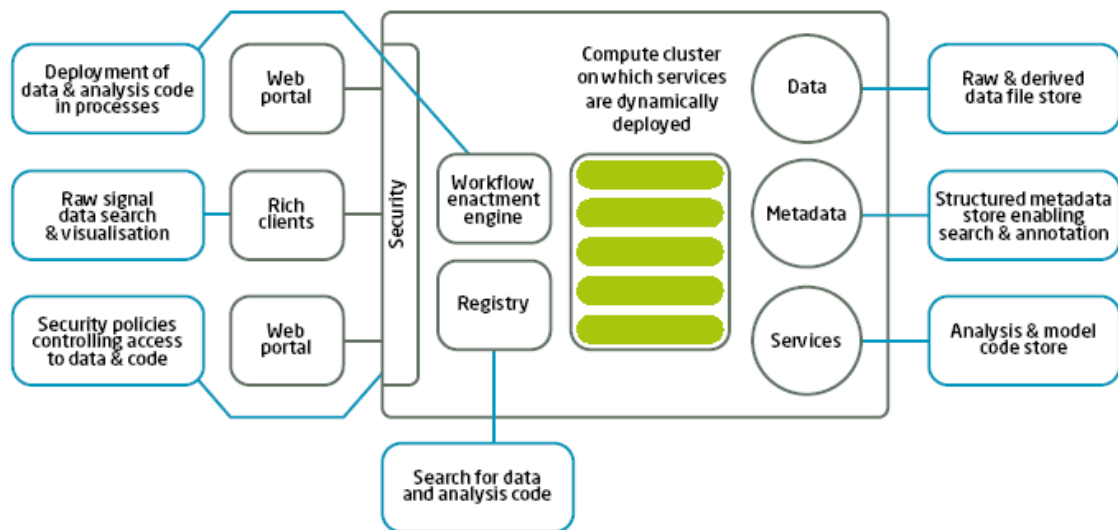 Deployment of
data & analysis code
in processes
Web
portal
Raw signal
data search
& visualisation
Rich
clients
Security policies
controlling access
to data & code
Web
portal
Security
Workflow
enactment
engine
Registry
Compute cluster
on which services
are dynamically
deployed
Data
Metadata
Services
Raw & derived
data file store
Structured metadata
store enabling
search & annotation
Analysis & model
code store
Search for data
and analysis code